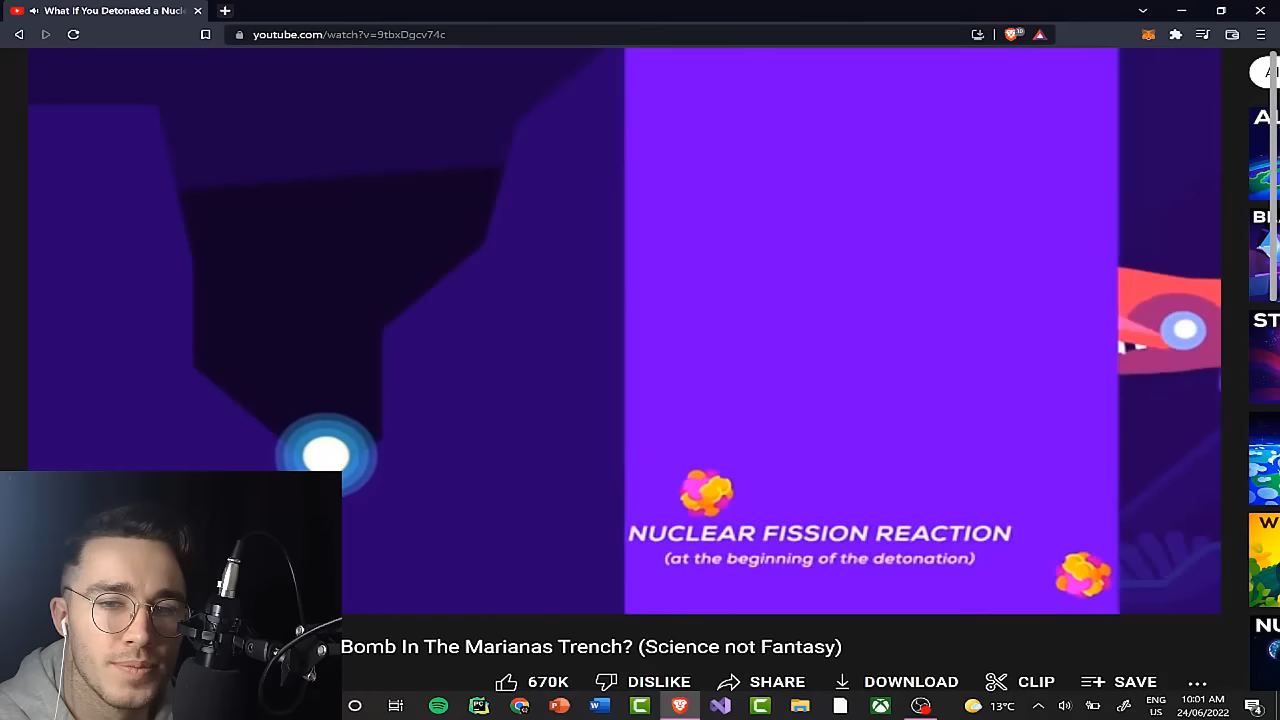 What If You Detonated a Nucl
youtube.com/watch?v=9tbxDgcv74c
NUCLEAR FISSION REACTION
(at the beginning of the detonation)
Bomb In The Marianas Trench? (Science not Fantasy)
670K DISLIKE SHARE DOWNLOAD CLIP SAVE ...
13°C ENG 10:01 AM
US 24/06/2022